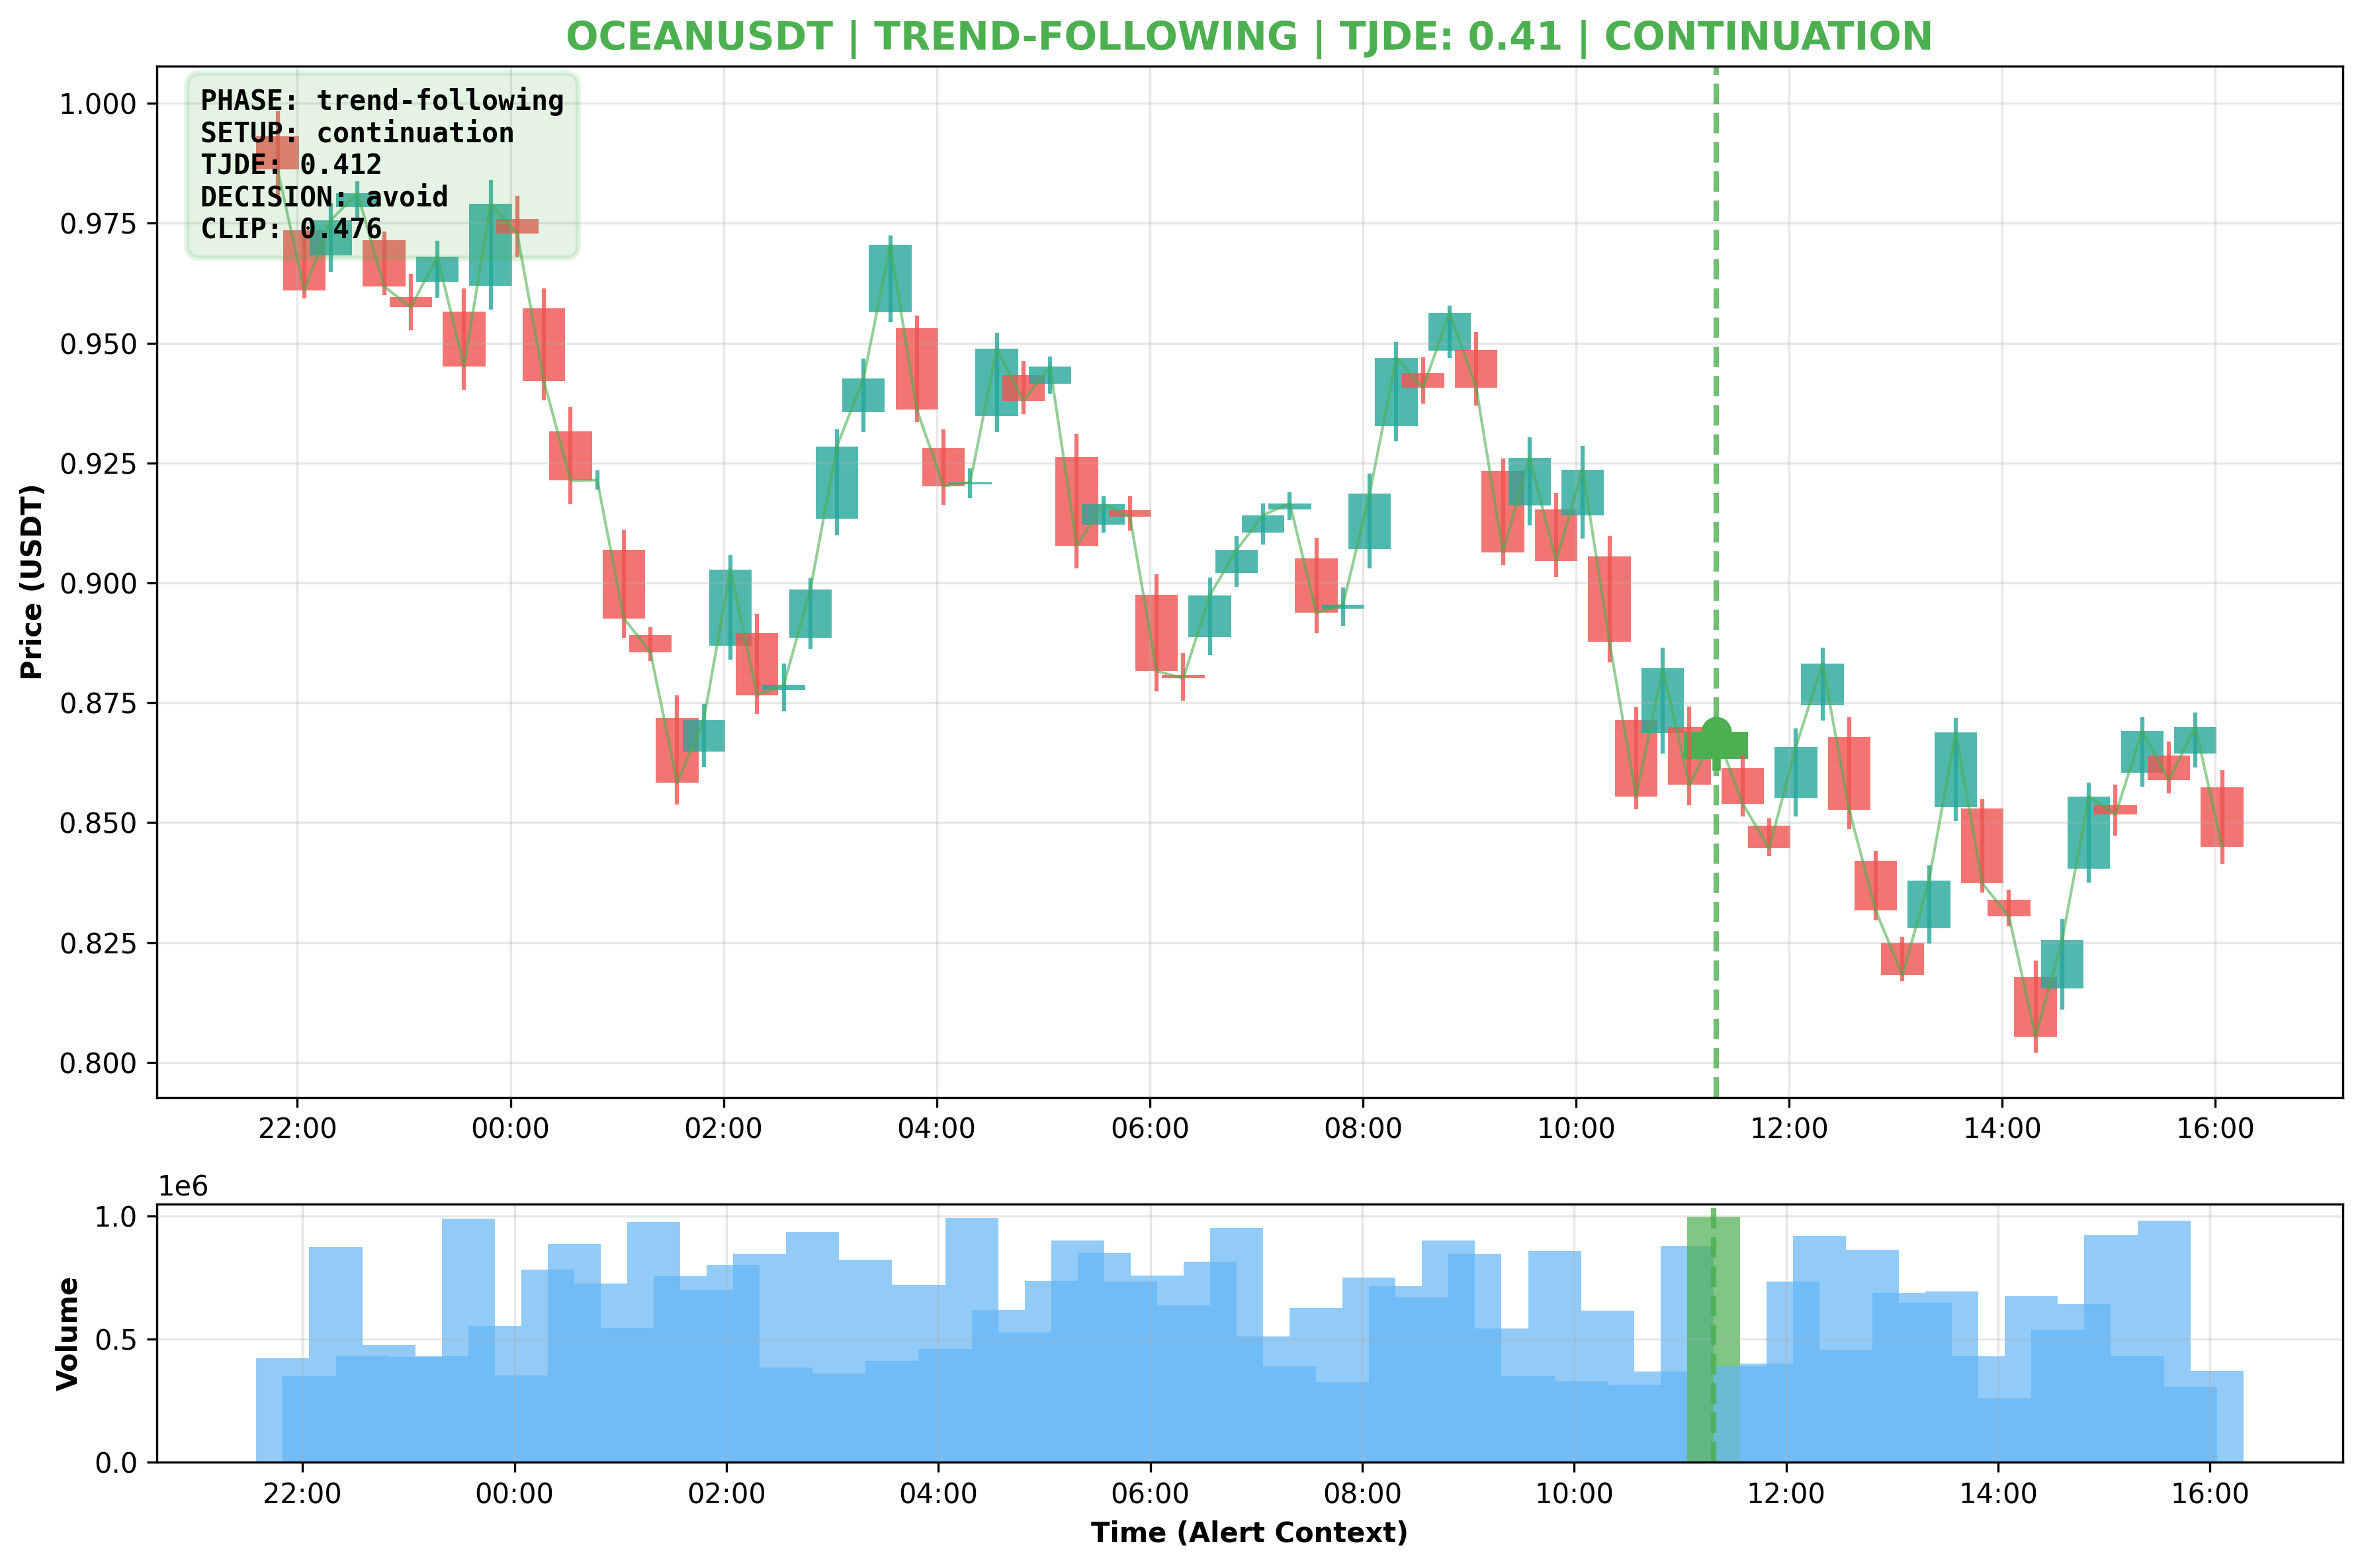 OCEANUSDT | TREND-FOLLOWING | TJDE: 0.41 | CONTINUATION
PHASE: trend-following
SETUP: continuation
TJDE: 0.412
DECISION: avoid
CLIP: 0.476
Price (USDT)
1.000
0.975
0.950
0.925
0.900
0.875
0.850
0.825
0.800
22:00 00:00 02:00 04:00 06:00 08:00 10:00 12:00 14:00 16:00
1e6
Volume
1.0
0.5
0.0
22:00 00:00 02:00 04:00 06:00 08:00 10:00 12:00 14:00 16:00
Time (Alert Context)